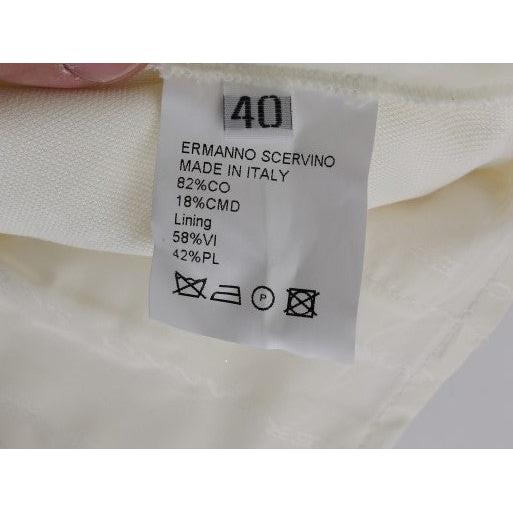 40
ERMANNO SCERVINO
MADE IN ITALY
82%CO
18%CMD
Lining
58%VI
42%PL
P